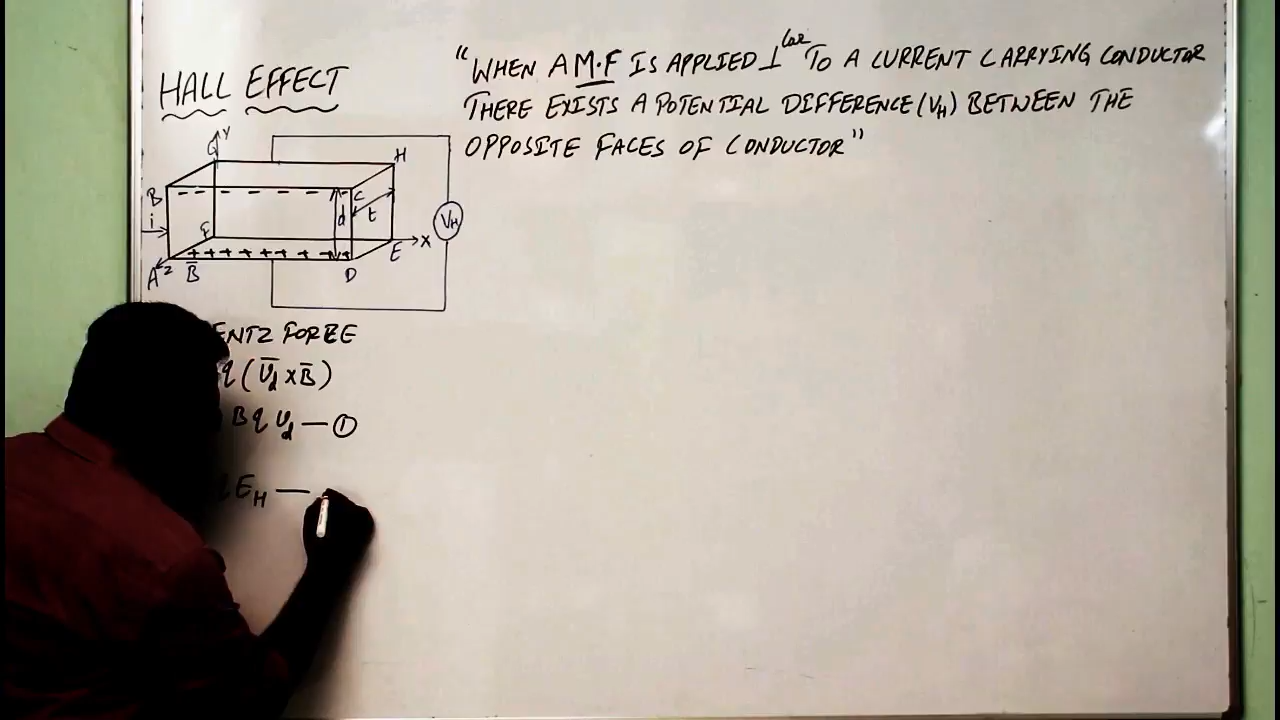 HALL EFFECT
"WHEN A M.F IS APPLIED ⊥lar TO A CURRENT CARRYING CONDUCTOR
THERE EXISTS A POTENTIAL DIFFERENCE (VH) BETWEEN THE
OPPOSITE FACES OF CONDUCTOR"
Y
G
H
B
C
i
d
t
VH
F
X
E
A
Z
B̄
D
- - - - - - -
+ + + + + + + + +
ENTZ FORCE
q(V̄d × B̄)
BqVd — ①
qEH —